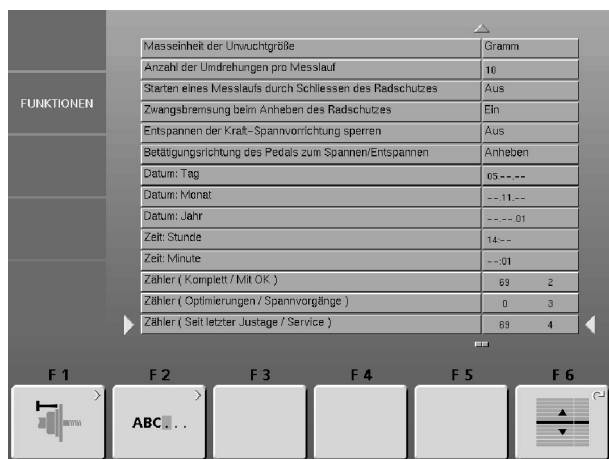 Masseinheit der Unwuchtgröße Gramm
Anzahl der Umdrehungen pro Messlauf 10
Starten eines Messlaufs durch Schliessen des Radschutzes Aus
FUNKTIONEN
Zwangsbremsung beim Anheben des Radschutzes Ein
Entspannen der Kraft-Spannvorrichtung sperren Aus
Betätigungsrichtung des Pedals zum Spannen/Entspannen Anheben
Datum: Tag 05.--.--
Datum: Monat --.11.--
Datum: Jahr --.--.01
Zeit: Stunde 14:--
Zeit: Minute --:01
Zähler ( Komplett / Mit OK ) 69 2
Zähler ( Optimierungen / Spannvorgänge ) 0 3
Zähler ( Seit letzter Justage / Service ) 69 4
F 1 F 2 F 3 F 4 F 5 F 6
ABC...